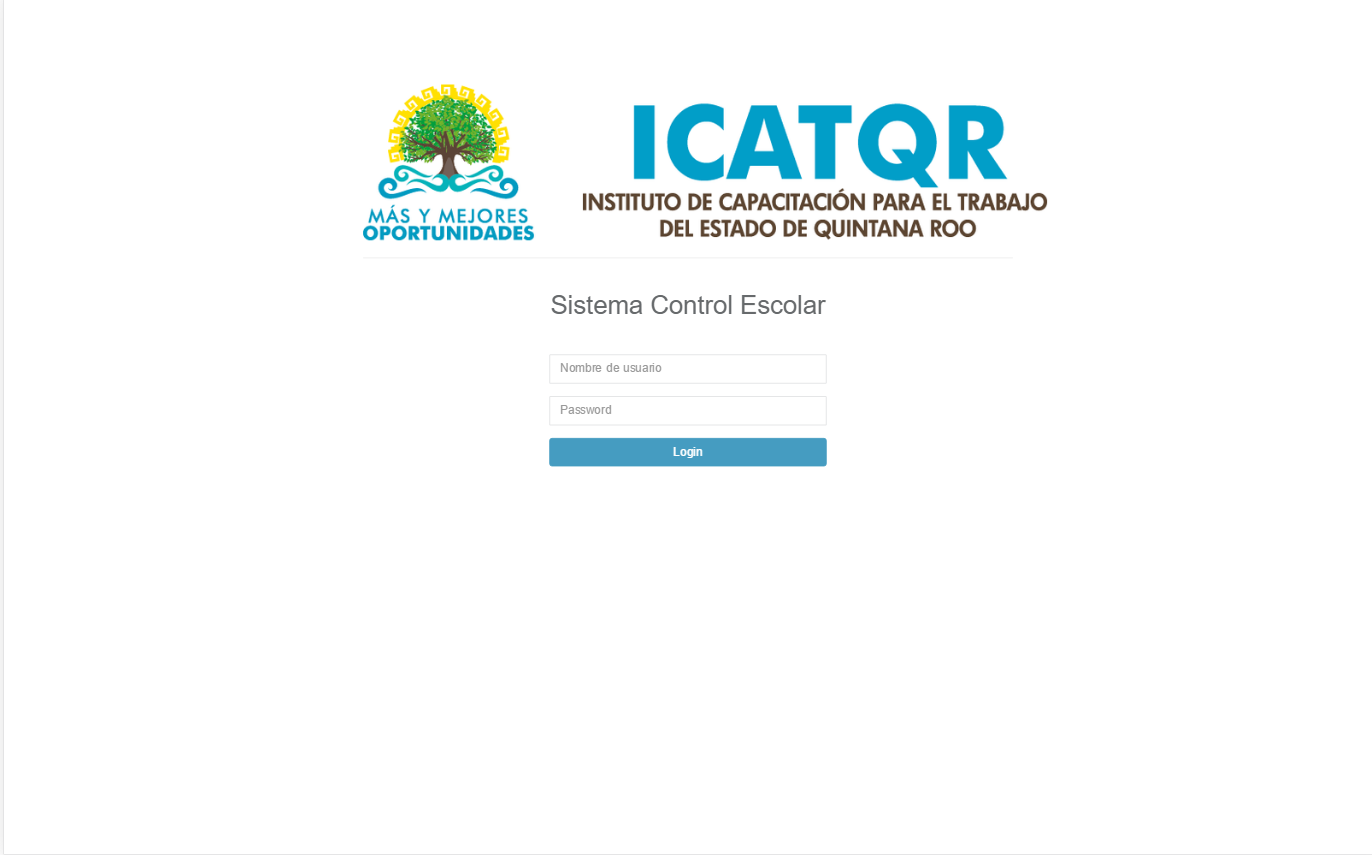 MÁS Y MEJORES
OPORTUNIDADES
ICATQR
INSTITUTO DE CAPACITACIÓN PARA EL TRABAJO
DEL ESTADO DE QUINTANA ROO
Sistema Control Escolar
Nombre de usuario
Password
Login